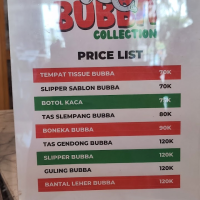 BUBBA
COLLECTION
PRICE LIST
TEMPAT TISSUE BUBBA
SLIPPER SABLON BUBBA 70K
BOTOL KACA
TAS SLEMPANG BUBBA 80K
BONEKA BUBBA 90K
TAS GENDONG BUBBA 120K
SLIPPER BUBBA 120K
GULING BUBBA 120K
BANTAL LEHER BUBBA 120K